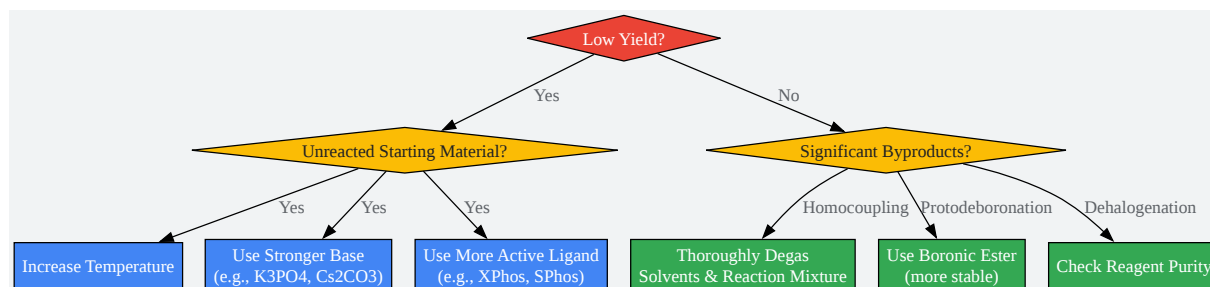 Low Yield?
Yes
No
Unreacted Starting Material?
Significant Byproducts?
Yes
Yes
Yes
Homocoupling
Protodeboronation
Dehalogenation
Increase Temperature
Use Stronger Base
(e.g., K3PO4, Cs2CO3)
Use More Active Ligand
(e.g., XPhos, SPhos)
Thoroughly Degas
Solvents & Reaction Mixture
Use Boronic Ester
(more stable)
Check Reagent Purity